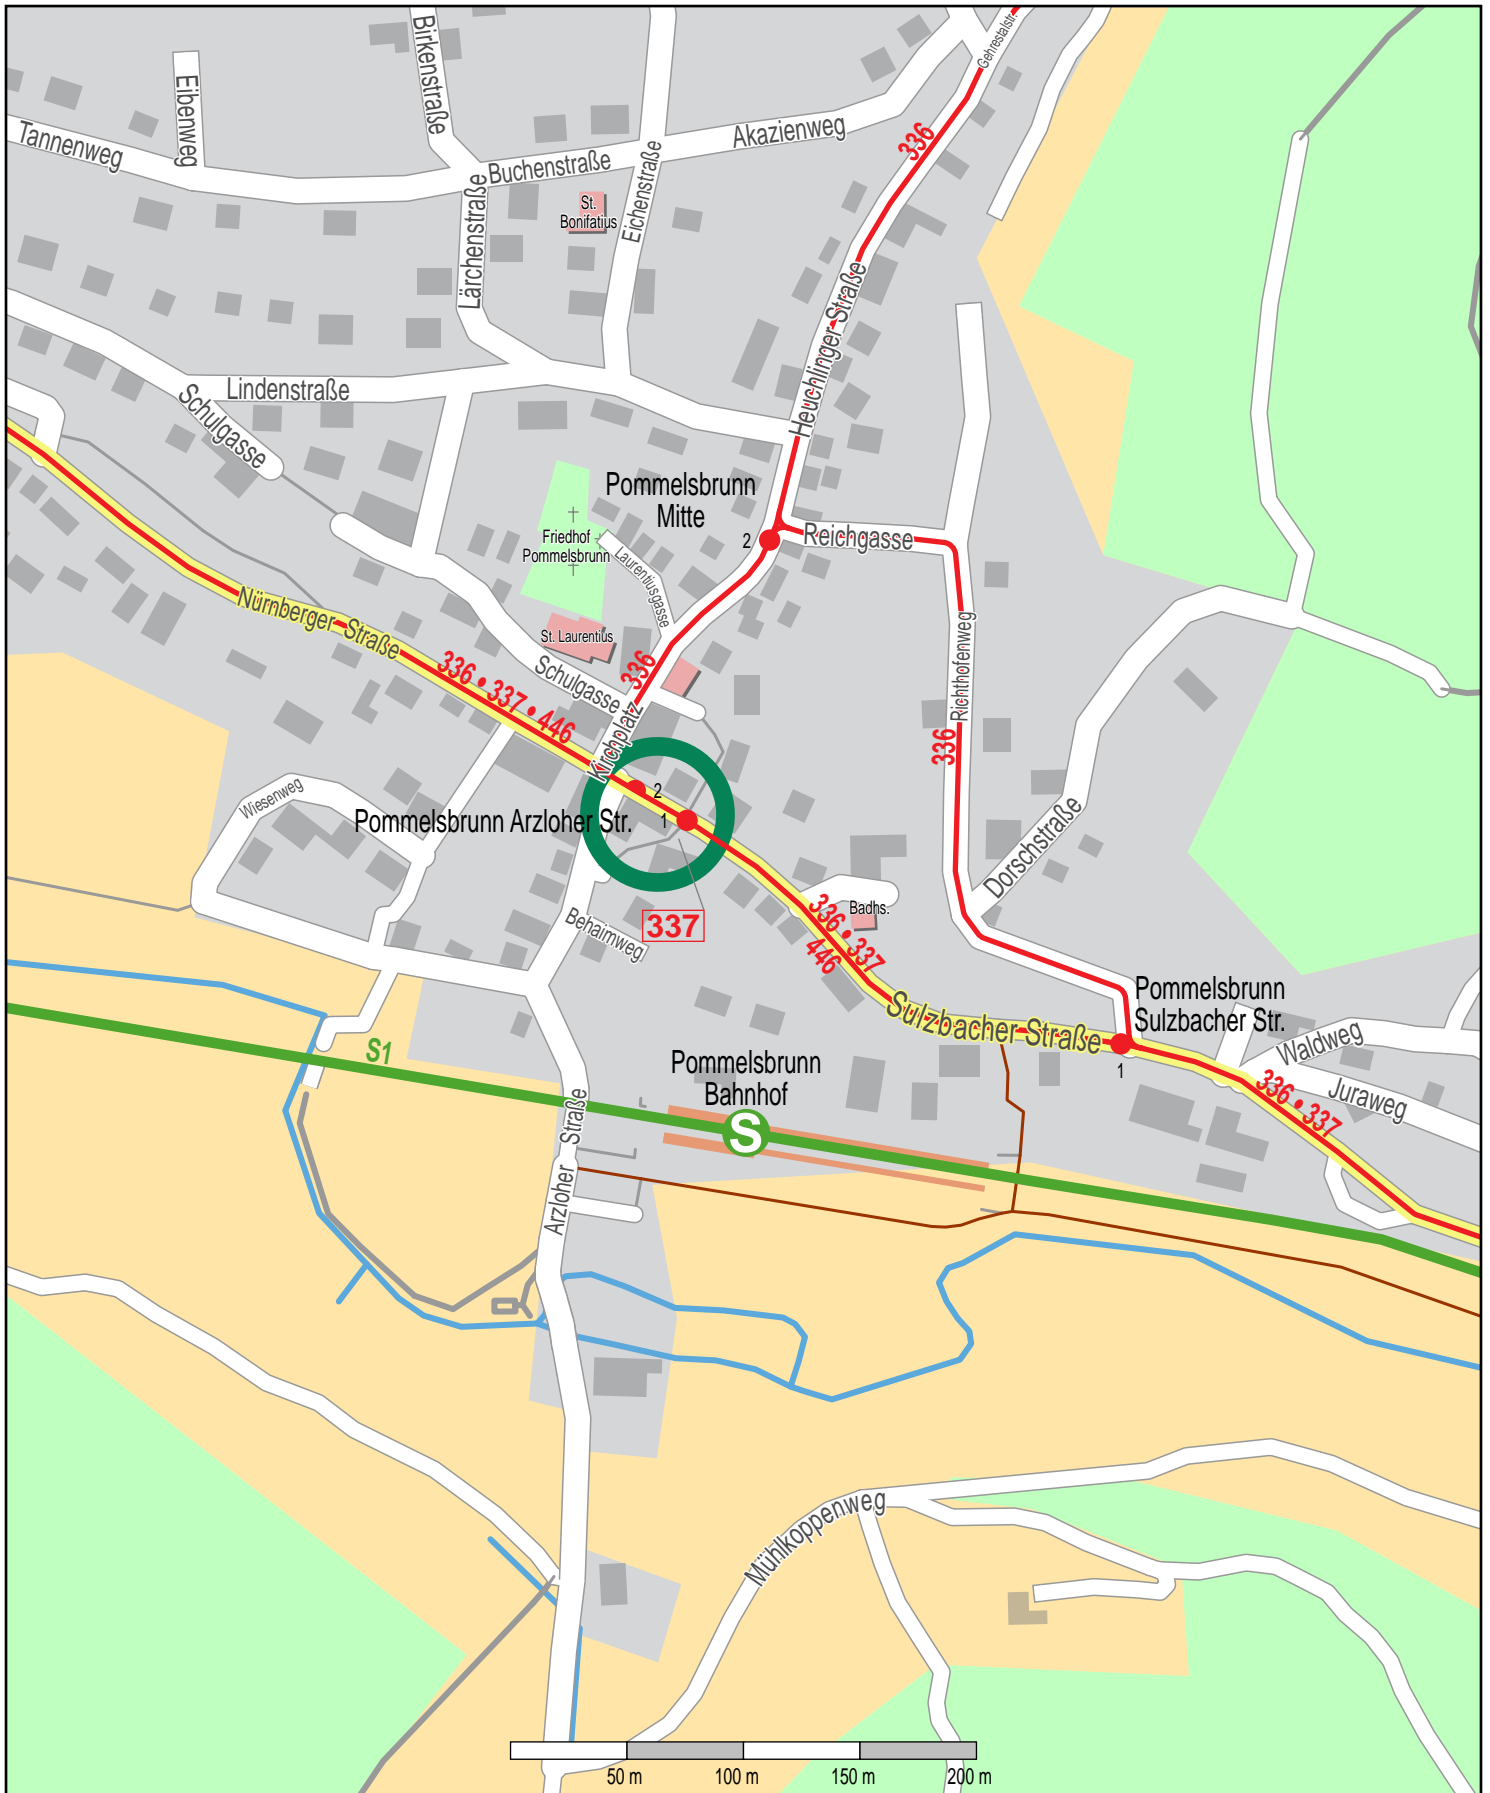 Birkenstraße
Gehrestalstr.
Eibenweg
Tannenweg
Akazienweg
336
Buchenstraße
Eichenstraße
Lärchenstraße
St.
Bonifatius
Heuchlinger Straße
Lindenstraße
Schulgasse
Pommelsbrunn
Mitte
2
Reichgasse
Friedhof
Pommelsbrunn
Laurentiusgasse
Nürnberger Straße
St. Laurentius
Schulgasse
336
336 • 337 • 446
Kirchplatz
Richthofenweg
336
Wiesenweg
2
Pommelsbrunn Arzloher Str.
1
Dorschstraße
337
Behaimweg
Badhs.
336 • 337
446
Pommelsbrunn
Sulzbacher Str.
Sulzbacher Straße
1
Waldweg
Juraweg
336 • 337
S1
Pommelsbrunn
Bahnhof
S
Arzloher Straße
Mühlkoppenweg
50 m
100 m
150 m
200 m